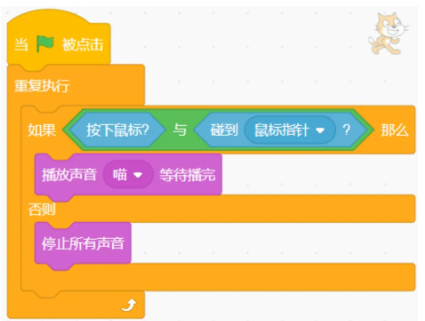 当 被点击
重复执行
如果 按下鼠标? 与 碰到 鼠标指针 ? 那么
播放声音 喵 等待播完
否则
停止所有声音